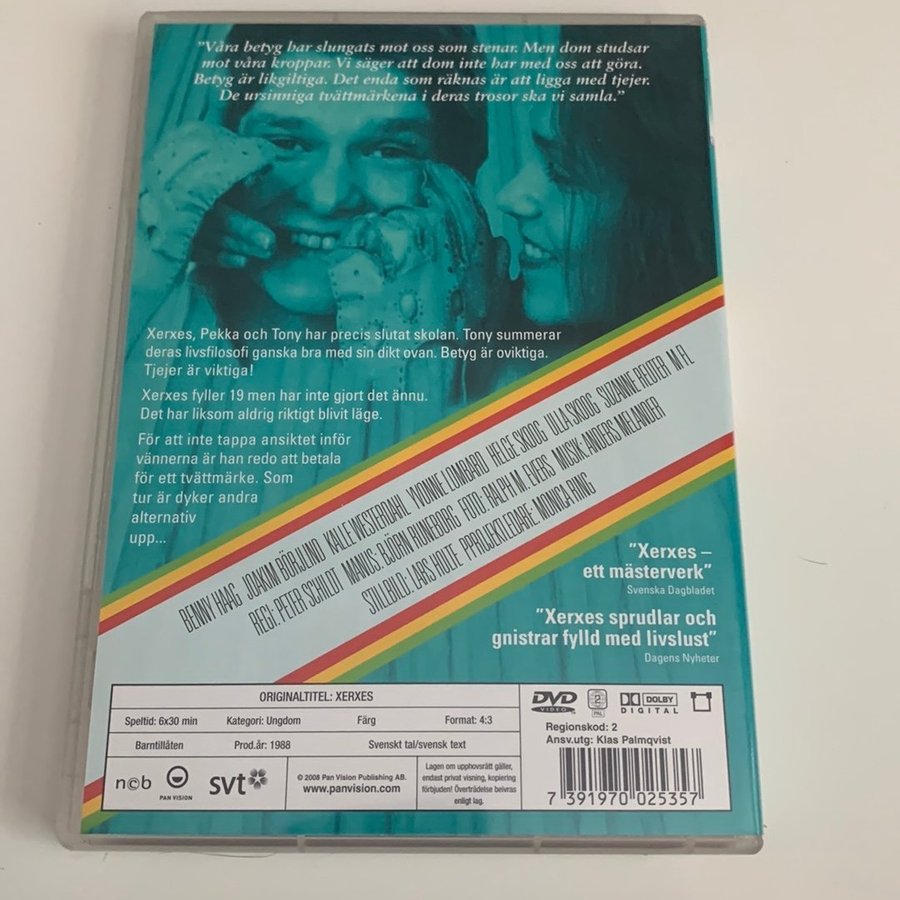 "Våra betyg har slungats mot oss som stenar. Men dom studsar
mot våra kroppar. Vi säger att dom inte har med oss att göra.
Betyg är likgiltiga. Det enda som räknas är att ligga med tjejer.
De ursinniga tvättmärkena i deras trosor ska vi samla."
Xerxes, Pekka och Tony har precis slutat skolan. Tony summerar
deras livsfilosofi ganska bra med sin dikt ovan. Betyg är oviktiga.
Tjejer är viktiga!
Xerxes fyller 19 men har inte gjort det ännu.
Det har liksom aldrig riktigt blivit läge.
För att inte tappa ansiktet inför
vännerna är han redo att betala
för ett tvättmärke. Som
tur är dyker andra
alternativ
upp...
BENNY HAAG JOAKIM BÖRJLIND KALLE WESTERDAHL YVONNE LOMBARD HELGE SKOOG ULLA SKOOG SUZANNE REUTER M.FL
REGI: PETER SCHILDT MANUS: BJÖRN RUNEBORG FOTO: RALPH M. EVERS MUSIK: ANDERS MELANDER
STILLBILD: LARS HOLTE PPROJEKTLEDARE: MONICA RING
"Xerxes –
ett mästerverk"
Svenska Dagbladet
"Xerxes sprudlar och
gnistrar fylld med livslust"
Dagens Nyheter
ORIGINALTITEL: XERXES
Speltid: 6x30 min Kategori: Ungdom Färg Format: 4:3
Barntillåten Prod.år: 1988 Svenskt tal/svensk text
ncb PAN VISION svt
© 2008 Pan Vision Publishing AB.
www.panvision.com
Lagen om upphovsrätt gäller,
endast privat visning, kopiering
förbjuden! Överträdelse beivras
enligt lag.
DVD VIDEO 2 PAL DOLBY DIGITAL
Regionskod: 2
Ansv.utg: Klas Palmqvist
7 391970 025357